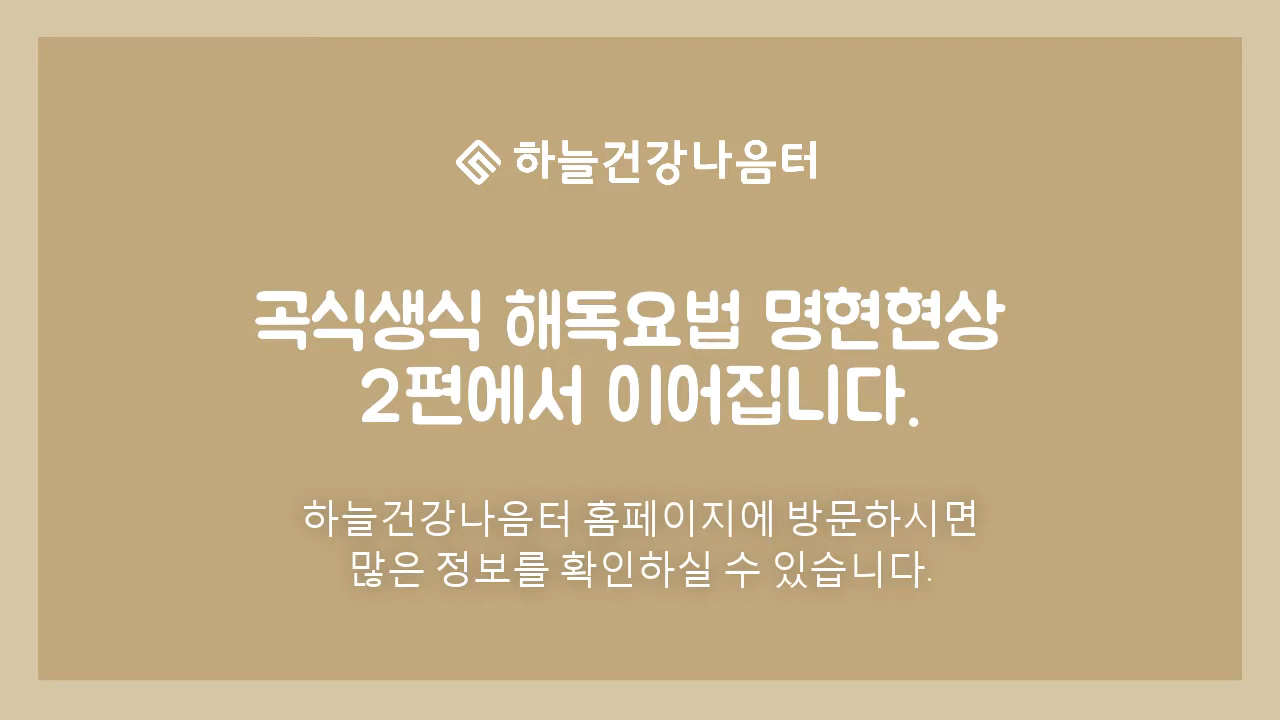 하늘건강나음터
곡식생식 해독요법 명현현상
2편에서 이어집니다.
하늘건강나음터 홈페이지에 방문하시면
많은 정보를 확인하실 수 있습니다.